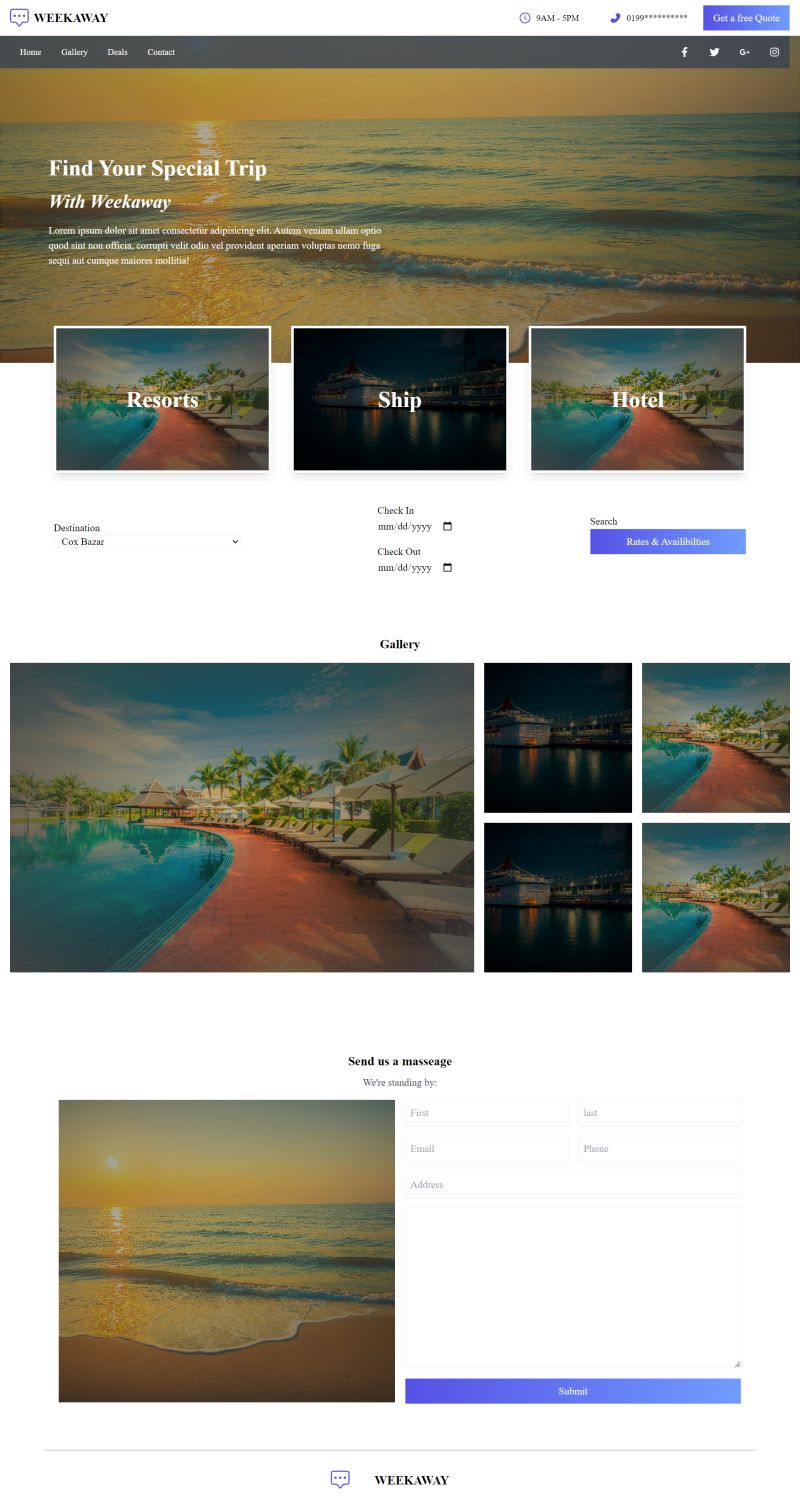 WEEKAWAY
9AM - 5PM
0199**********
Get a free Quote
Home Gallery Deals Contact
Find Your Special Trip
With Weekaway
Lorem ipsum dolor sit amet consectetur adipisicing elit. Autem veniam ullam optio
quod sint non officia, corrupti velit odio vel provident aperiam voluptas nemo fuga
sequi aut cumque maiores mollitia!
Resorts
Ship
Hotel
Destination
Cox Bazar
Check In
mm/dd/yyyy
Check Out
mm/dd/yyyy
Search
Rates & Availibilties
Gallery
Send us a masseage
We're standing by:
First
last
Email
Phone
Address
Submit
WEEKAWAY